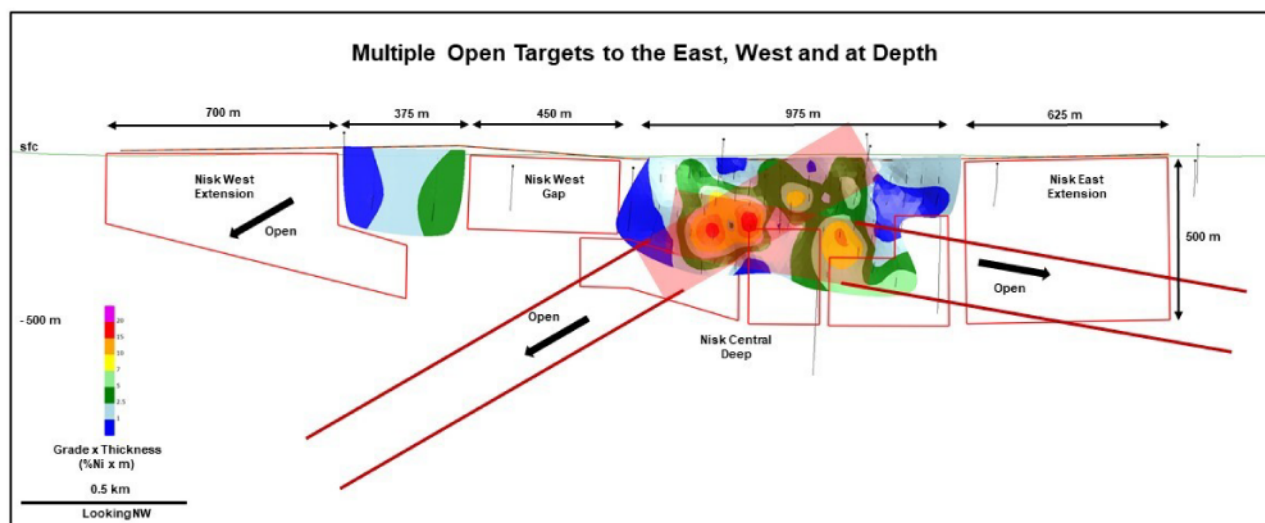 Multiple Open Targets to the East, West and at Depth
700 m
375 m
450 m
975 m
625 m
sfc
Nisk West
Extension
Open
Nisk West
Gap
Nisk East
Extension
Open
500 m
- 500 m
Open
Nisk Central
Deep
20
15
10
7
5
2.5
1
Grade x Thickness
(%Ni x m)
0.5 km
Looking NW